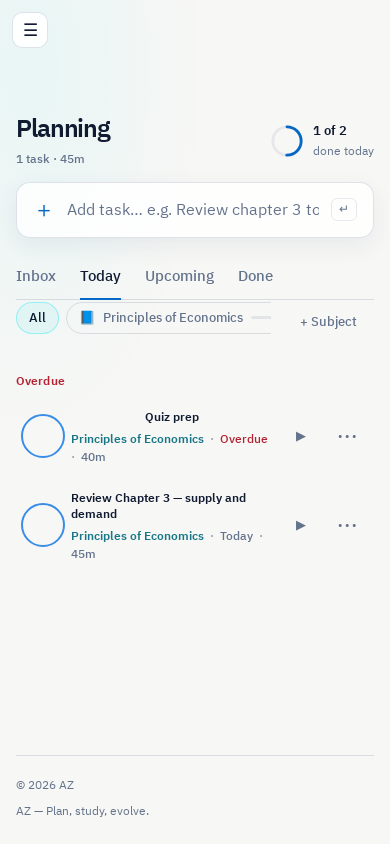 ☰
Planning
1 task · 45m
1 of 2
done today
+ Add task… e.g. Review chapter 3 to ↵
Inbox Today Upcoming Done
All 📘 Principles of Economics + Subject
Overdue
Quiz prep
Principles of Economics · Overdue
· 40m
▶ ···
Review Chapter 3 — supply and
demand
Principles of Economics · Today ·
45m
▶ ···
© 2026 AZ
AZ — Plan, study, evolve.